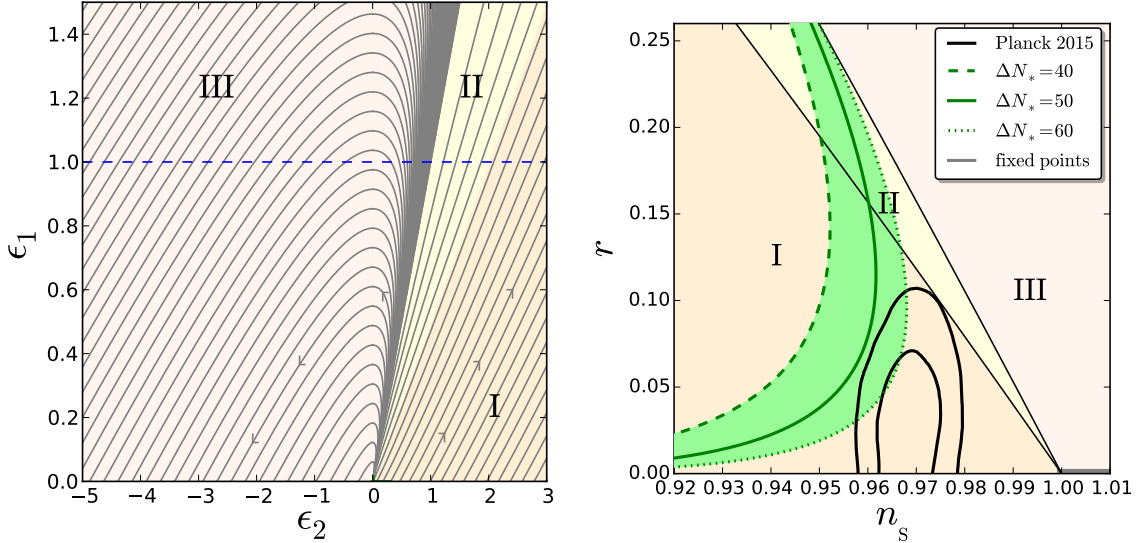 1.4
1.2
1.0
0.8
0.6
0.4
0.2
0.0
ϵ₁
III
II
I
−5 −4 −3 −2 −1 0 1 2 3
ϵ₂
0.25
0.20
0.15
0.10
0.05
0.00
r
Planck 2015
ΔN* =40
ΔN* =50
ΔN* =60
fixed points
I
II
III
0.92 0.93 0.94 0.95 0.96 0.97 0.98 0.99 1.00 1.01
nₛ